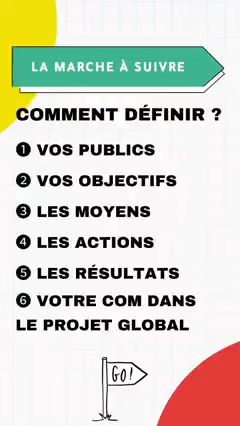 LA MARCHE À SUIVRE
COMMENT DÉFINIR ?
❶ VOS PUBLICS
❷ VOS OBJECTIFS
❸ LES MOYENS
❹ LES ACTIONS
❺ LES RÉSULTATS
❻ VOTRE COM DANS
LE PROJET GLOBAL
GO!